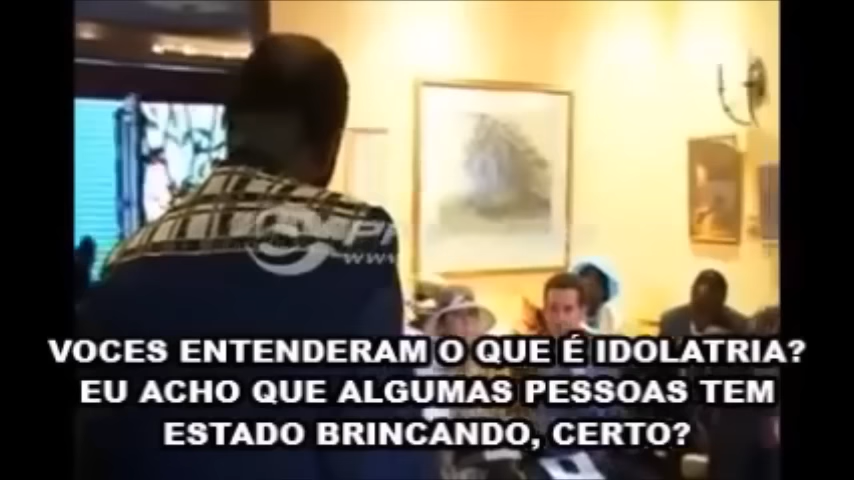 VOCES ENTENDERAM O QUE É IDOLATRIA?
EU ACHO QUE ALGUMAS PESSOAS TEM
ESTADO BRINCANDO, CERTO?